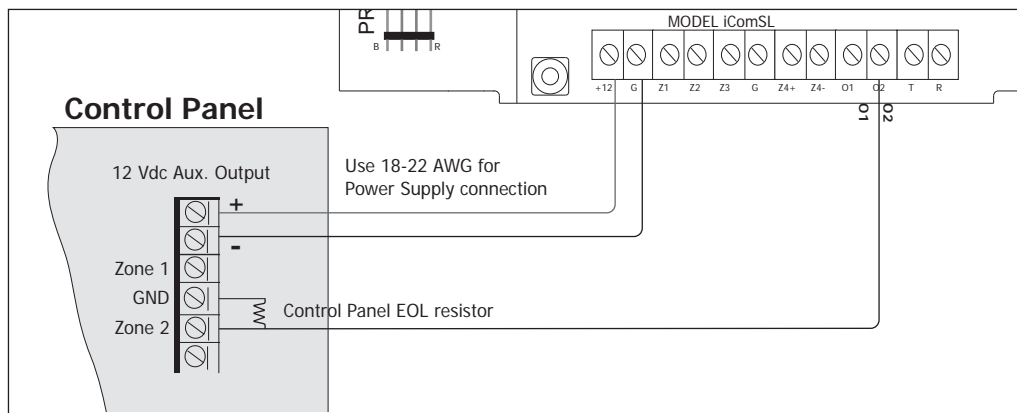 PR
B R
MODEL iComSL
+12 G Z1 Z2 Z3 G Z4+ Z4- O1 O2 T R
O1 O2
Control Panel
12 Vdc Aux. Output
Use 18-22 AWG for
Power Supply connection
+
-
Zone 1
GND
Control Panel EOL resistor
Zone 2